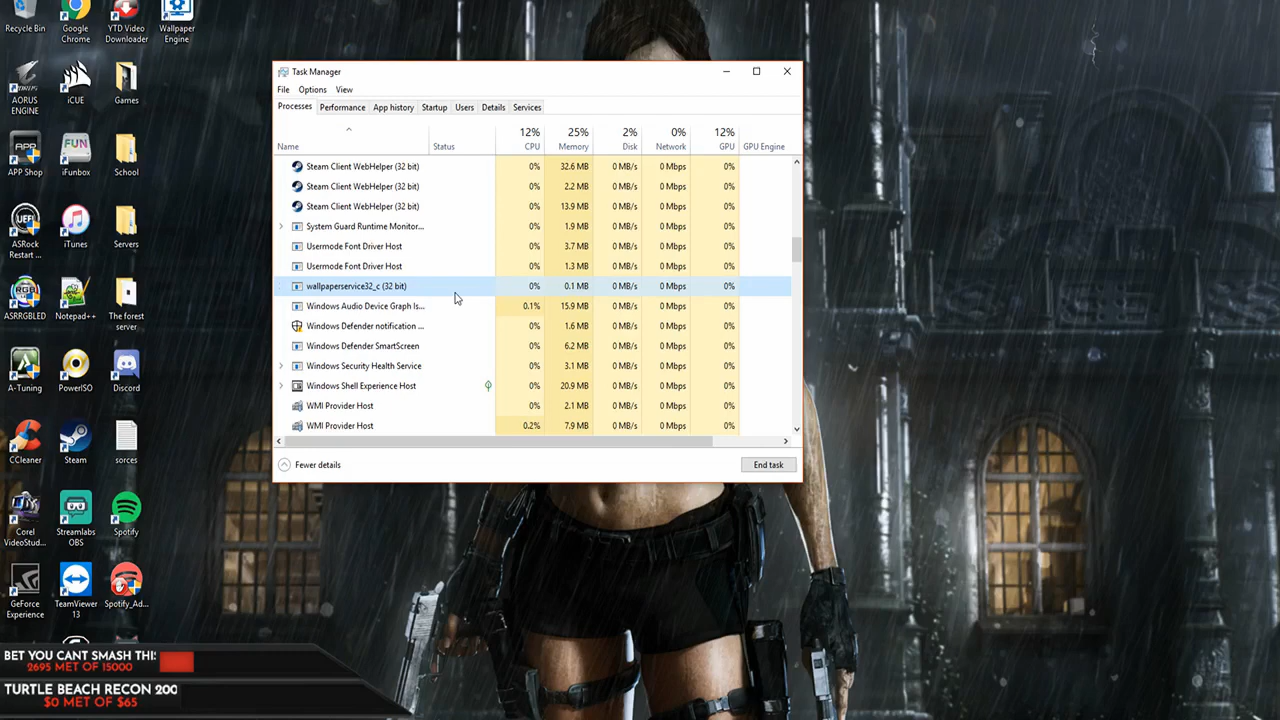 Recycle Bin
Google Chrome
YTD Video Downloader
Wallpaper Engine
AORUS ENGINE
iCUE
Games
APP Shop
iFunbox
School
ASRock Restart ...
iTunes
Servers
ASRRGBLED
Notepad++
The forest server
A-Tuning
PowerISO
Discord
CCleaner
Steam
sorces
Corel VideoStud...
Streamlabs OBS
Spotify
GeForce Experience
TeamViewer 13
Spotify_Ad...
Task Manager
File Options View
Processes Performance App history Startup Users Details Services
12% 25% 2% 0% 12%
Name Status CPU Memory Disk Network GPU GPU Engine
Steam Client WebHelper (32 bit) 0% 32.6 MB 0 MB/s 0 Mbps 0%
Steam Client WebHelper (32 bit) 0% 2.2 MB 0 MB/s 0 Mbps 0%
Steam Client WebHelper (32 bit) 0% 13.9 MB 0 MB/s 0 Mbps 0%
System Guard Runtime Monitor... 0% 1.9 MB 0 MB/s 0 Mbps 0%
Usermode Font Driver Host 0% 3.7 MB 0 MB/s 0 Mbps 0%
Usermode Font Driver Host 0% 1.3 MB 0 MB/s 0 Mbps 0%
wallpaperservice32_c (32 bit) 0% 0.1 MB 0 MB/s 0 Mbps 0%
Windows Audio Device Graph Is... 0.1% 15.9 MB 0 MB/s 0 Mbps 0%
Windows Defender notification ... 0% 1.6 MB 0 MB/s 0 Mbps 0%
Windows Defender SmartScreen 0% 6.2 MB 0 MB/s 0 Mbps 0%
Windows Security Health Service 0% 3.1 MB 0 MB/s 0 Mbps 0%
Windows Shell Experience Host 0% 20.9 MB 0 MB/s 0 Mbps 0%
WMI Provider Host 0% 2.1 MB 0 MB/s 0 Mbps 0%
WMI Provider Host 0.2% 7.9 MB 0 MB/s 0 Mbps 0%
Fewer details End task
BET YOU CANT SMASH THI:
2695 MET OF 15000
TURTLE BEACH RECON 200
$0 MET OF $65